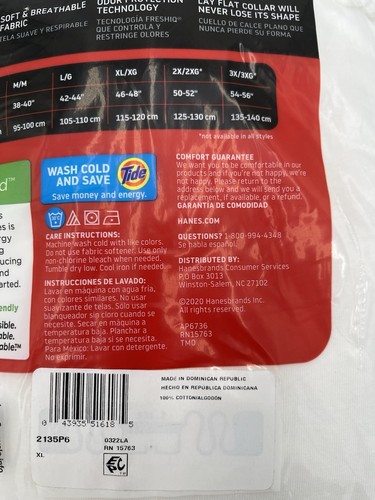 SOFT & BREATHABLE
FABRIC
TELA SUAVE Y RESPIRABLE
ODOR PROTECTION
TECHNOLOGY
TECNOLOGÍA FRESHIQ®
QUE CONTROLA Y
RESTRINGE OLORES
LAY FLAT COLLAR WILL
NEVER LOSE ITS SHAPE
CUELLO DE CALCE PLANO QUE
NUNCA PIERDE SU FORMA
M/M L/G XL/XG 2X/2XG* 3X/3XG*
38-40" 42-44" 46-48" 50-52" 54-56"
95-100 cm 105-110 cm 115-120 cm 125-130 cm 135-140 cm
*not available in all styles
WASH COLD
AND SAVE
Tide
Save money and energy.
CARE INSTRUCTIONS:
Machine wash cold with like colors.
Do not use fabric softener. Use only
non-chlorine bleach when needed.
Tumble dry low. Cool iron if needed.
INSTRUCCIONES DE LAVADO:
Lavar en máquina con agua fría,
con colores similares. No usar
suavizante de telas. Sólo usar
blanqueador sin cloro cuando se
necesite. Secar en máquina a
temperatura baja. Planchar a
temperatura baja si se necesita.
Para México: Lavar con detergente.
No exprimir.
COMFORT GUARANTEE
We want you to be comfortable in our
products and if you're not happy, we're
not happy. Please return to the
address below and we will send you a
replacement, if available, or a refund.
GARANTÍA DE COMODIDAD
HANES.COM
QUESTIONS? 1-800-994-4348
Se habla español.
DISTRIBUTED BY:
Hanesbrands Consumer Services
P.O Box 3013
Winston-Salem, NC 27102
©2020 Hanesbrands Inc.
All rights reserved.
AP6736
RN15763
TMO
0 43935 51618 5
2135P6
XL
0322LA
RN 15763
MADE IN DOMINICAN REPUBLIC
HECHO EN REPÚBLICA DOMINICANA
100% COTTON/ALGODÓN